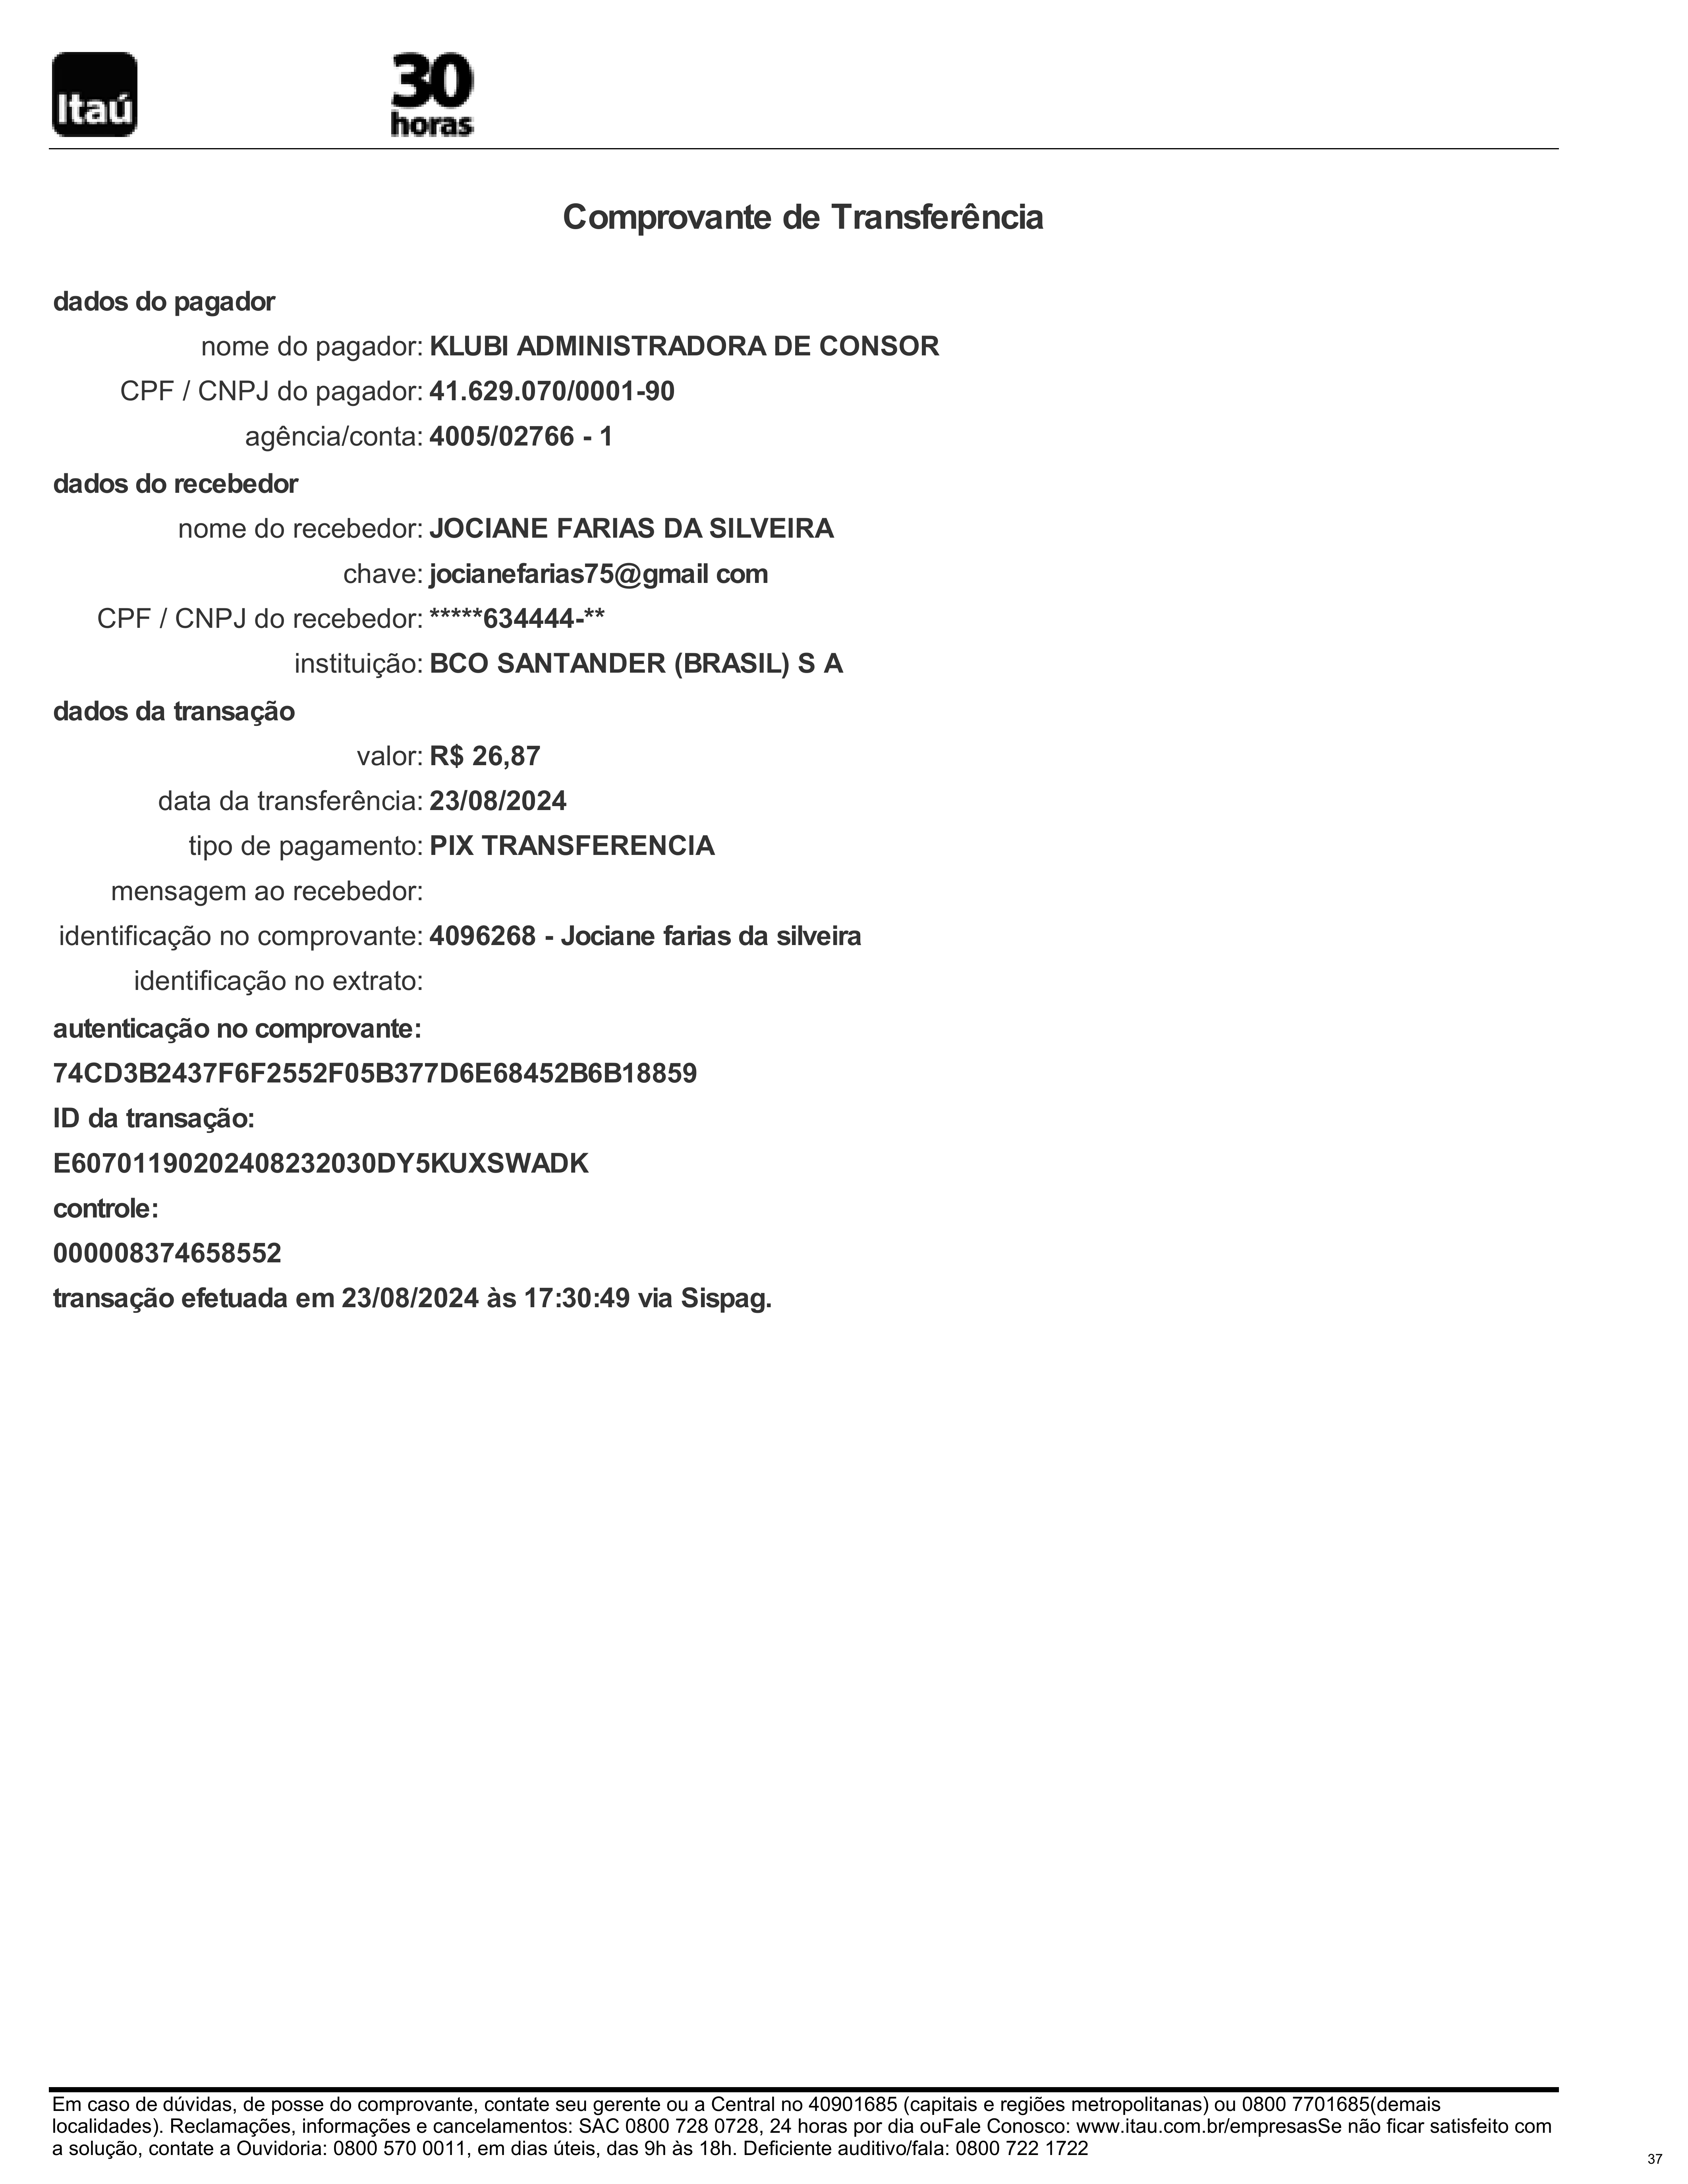 Itaú
30
horas
Comprovante de Transferência
dados do pagador
nome do pagador: KLUBI ADMINISTRADORA DE CONSOR
CPF / CNPJ do pagador: 41.629.070/0001-90
agência/conta: 4005/02766 - 1
dados do recebedor
nome do recebedor: JOCIANE FARIAS DA SILVEIRA
chave: jocianefarias75@gmail com
CPF / CNPJ do recebedor: *****634444-**
instituição: BCO SANTANDER (BRASIL) S A
dados da transação
valor: R$ 26,87
data da transferência: 23/08/2024
tipo de pagamento: PIX TRANSFERENCIA
mensagem ao recebedor:
identificação no comprovante: 4096268 - Jociane farias da silveira
identificação no extrato:
autenticação no comprovante:
74CD3B2437F6F2552F05B377D6E68452B6B18859
ID da transação:
E60701190202408232030DY5KUXSWADK
controle:
000008374658552
transação efetuada em 23/08/2024 às 17:30:49 via Sispag.
Em caso de dúvidas, de posse do comprovante, contate seu gerente ou a Central no 40901685 (capitais e regiões metropolitanas) ou 0800 7701685(demais
localidades). Reclamações, informações e cancelamentos: SAC 0800 728 0728, 24 horas por dia ouFale Conosco: www.itau.com.br/empresasSe não ficar satisfeito com
a solução, contate a Ouvidoria: 0800 570 0011, em dias úteis, das 9h às 18h. Deficiente auditivo/fala: 0800 722 1722
37